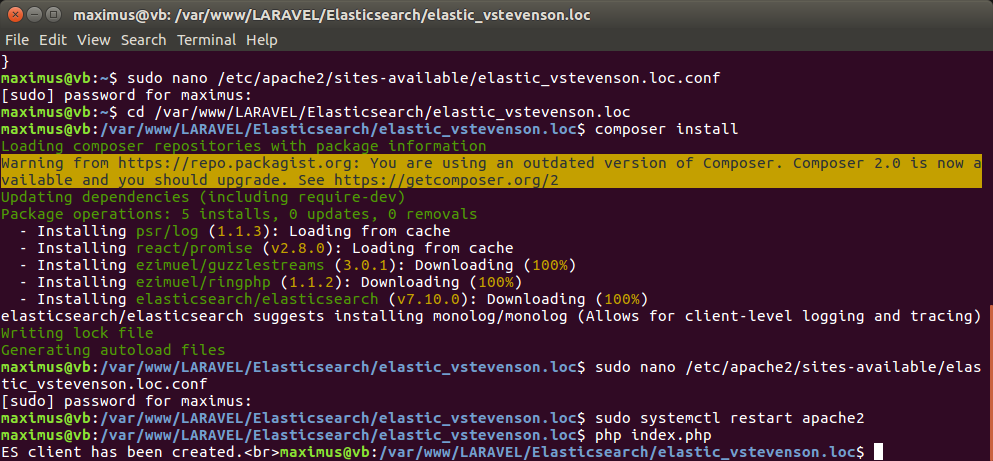 maximus@vb: /var/www/LARAVEL/Elasticsearch/elastic_vstevenson.loc
File Edit View Search Terminal Help
}
maximus@vb:~$ sudo nano /etc/apache2/sites-available/elastic_vstevenson.loc.conf
[sudo] password for maximus:
maximus@vb:~$ cd /var/www/LARAVEL/Elasticsearch/elastic_vstevenson.loc
maximus@vb:/var/www/LARAVEL/Elasticsearch/elastic_vstevenson.loc$ composer install
Loading composer repositories with package information
Warning from https://repo.packagist.org: You are using an outdated version of Composer. Composer 2.0 is now a
vailable and you should upgrade. See https://getcomposer.org/2
Updating dependencies (including require-dev)
Package operations: 5 installs, 0 updates, 0 removals
  - Installing psr/log (1.1.3): Loading from cache
  - Installing react/promise (v2.8.0): Loading from cache
  - Installing ezimuel/guzzlestreams (3.0.1): Downloading (100%)
  - Installing ezimuel/ringphp (1.1.2): Downloading (100%)
  - Installing elasticsearch/elasticsearch (v7.10.0): Downloading (100%)
elasticsearch/elasticsearch suggests installing monolog/monolog (Allows for client-level logging and tracing)
Writing lock file
Generating autoload files
maximus@vb:/var/www/LARAVEL/Elasticsearch/elastic_vstevenson.loc$ sudo nano /etc/apache2/sites-available/elas
tic_vstevenson.loc.conf
[sudo] password for maximus:
maximus@vb:/var/www/LARAVEL/Elasticsearch/elastic_vstevenson.loc$ sudo systemctl restart apache2
maximus@vb:/var/www/LARAVEL/Elasticsearch/elastic_vstevenson.loc$ php index.php
ES client has been created.<br>maximus@vb:/var/www/LARAVEL/Elasticsearch/elastic_vstevenson.loc$